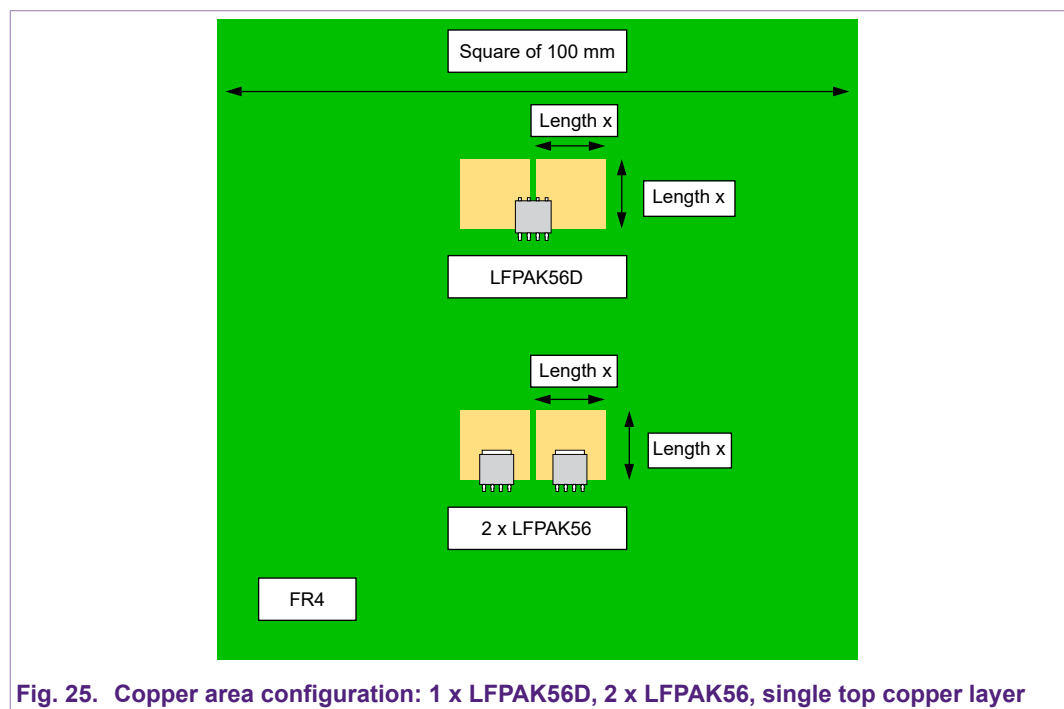 Square of 100 mm
Length x
Length x
LFPAK56D
Length x
Length x
2 x LFPAK56
FR4
Fig. 25. Copper area configuration: 1 x LFPAK56D, 2 x LFPAK56, single top copper layer